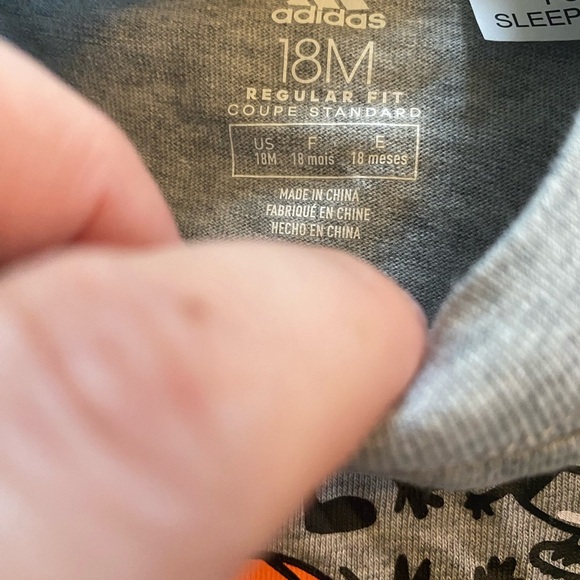 SLEEP
adidas
18M
REGULAR FIT
COUPE STANDARD
US F E
18M 18 mois 18 meses
MADE IN CHINA
FABRIQUÉ EN CHINE
HECHO EN CHINA